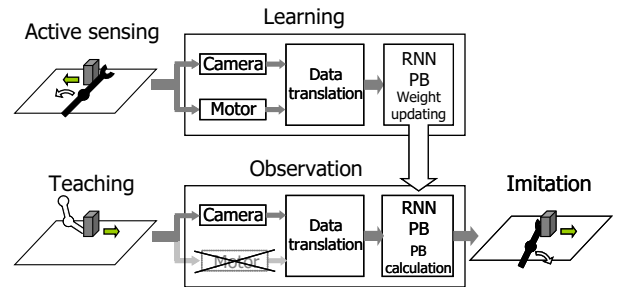 Learning
Active sensing
Camera
Motor
Data
translation
RNN
PB
Weight
updating
Observation
Teaching
Camera
Motor
Data
translation
RNN
PB
PB
calculation
Imitation